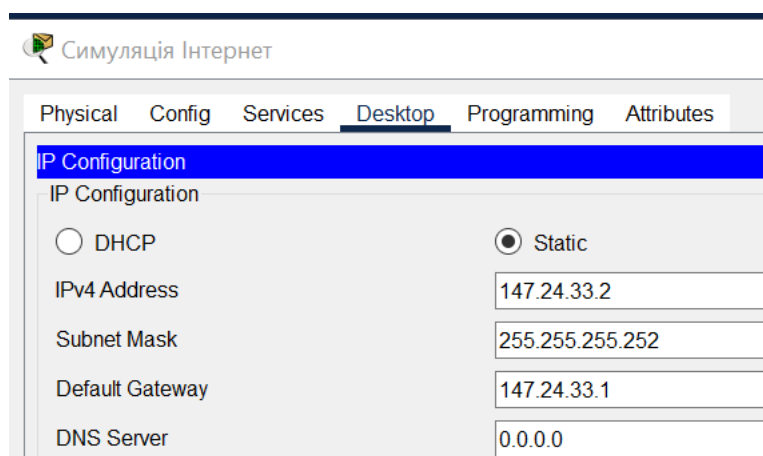 Симуляція Інтернет
Physical Config Services Desktop Programming Attributes
IP Configuration
IP Configuration
DHCP Static
IPv4 Address 147.24.33.2
Subnet Mask 255.255.255.252
Default Gateway 147.24.33.1
DNS Server 0.0.0.0